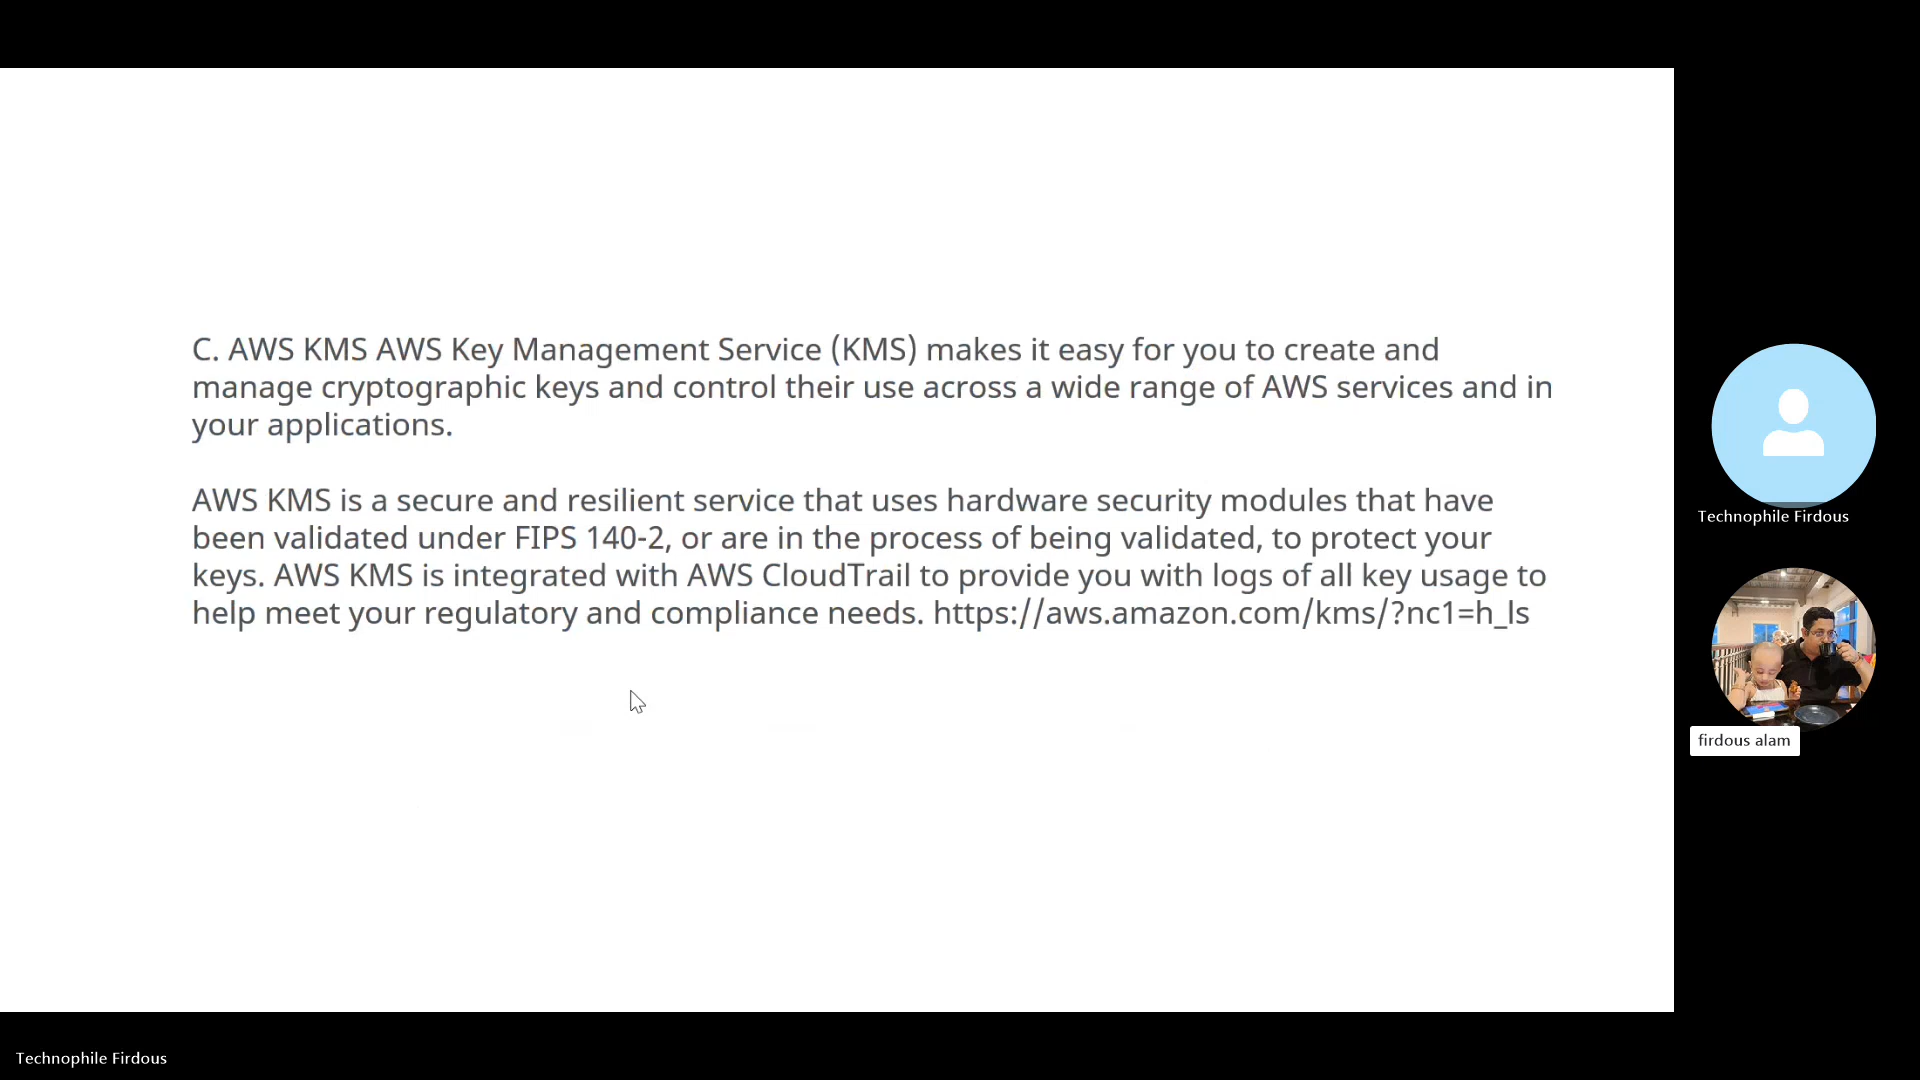 C. AWS KMS AWS Key Management Service (KMS) makes it easy for you to create and
manage cryptographic keys and control their use across a wide range of AWS services and in
your applications.
AWS KMS is a secure and resilient service that uses hardware security modules that have
been validated under FIPS 140-2, or are in the process of being validated, to protect your
keys. AWS KMS is integrated with AWS CloudTrail to provide you with logs of all key usage to
help meet your regulatory and compliance needs. https://aws.amazon.com/kms/?nc1=h_ls
Technophile Firdous
firdous alam
Technophile Firdous